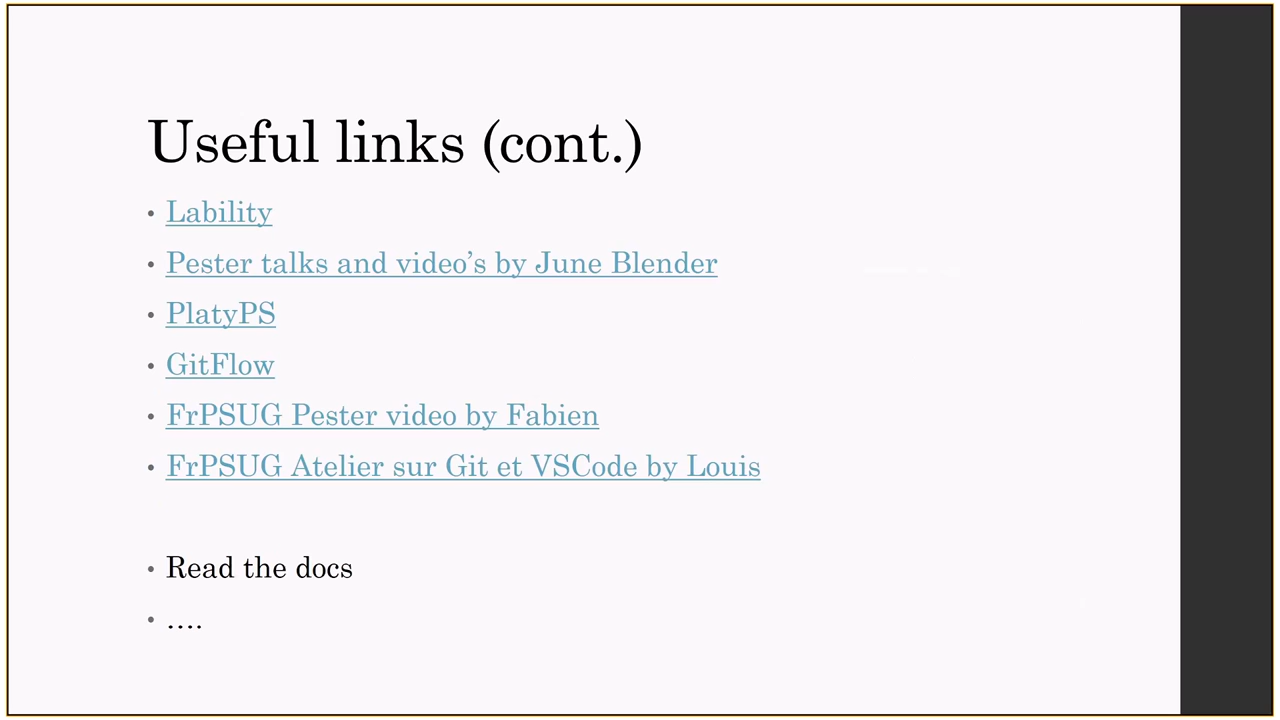 Useful links (cont.)
• Lability
• Pester talks and video’s by June Blender
• PlatyPS
• GitFlow
• FrPSUG Pester video by Fabien
• FrPSUG Atelier sur Git et VSCode by Louis
• Read the docs
• ….